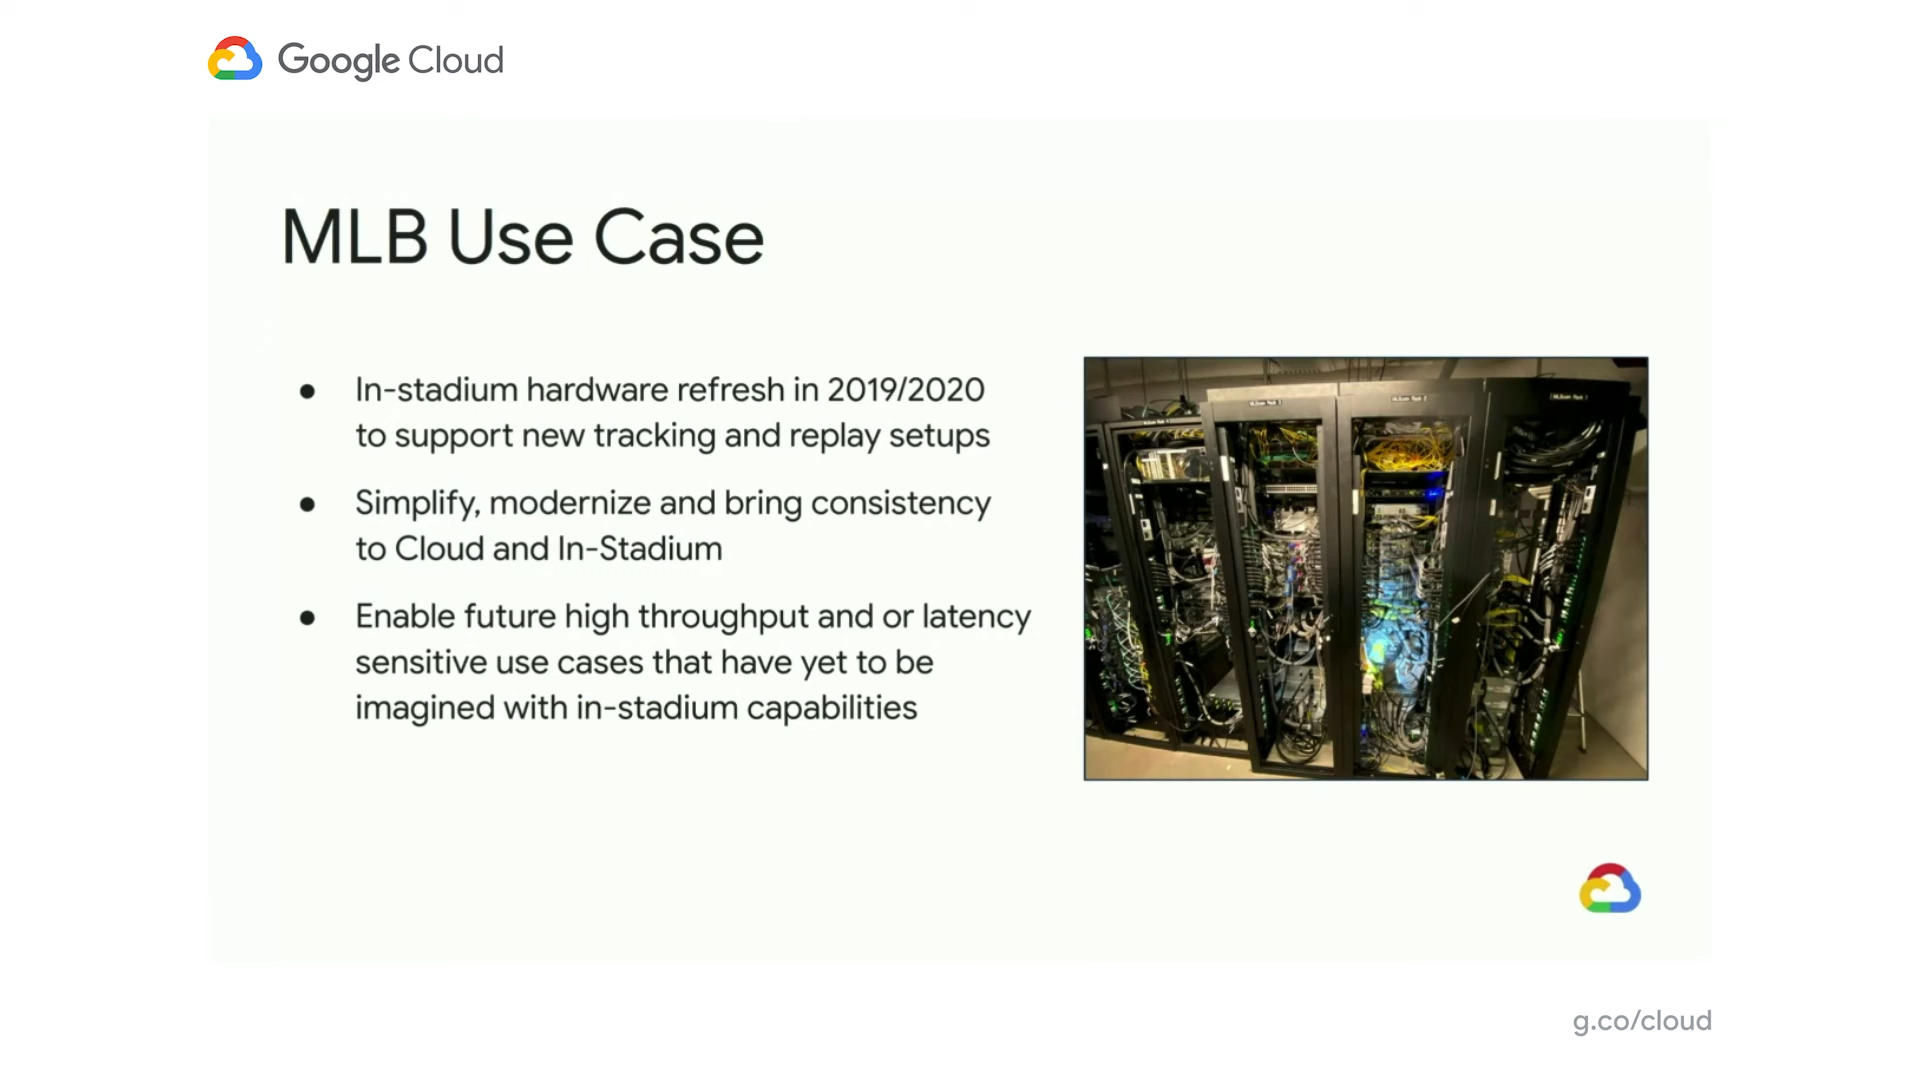 Google Cloud
MLB Use Case
● In-stadium hardware refresh in 2019/2020
to support new tracking and replay setups
● Simplify, modernize and bring consistency
to Cloud and In-Stadium
● Enable future high throughput and or latency
sensitive use cases that have yet to be
imagined with in-stadium capabilities
g.co/cloud